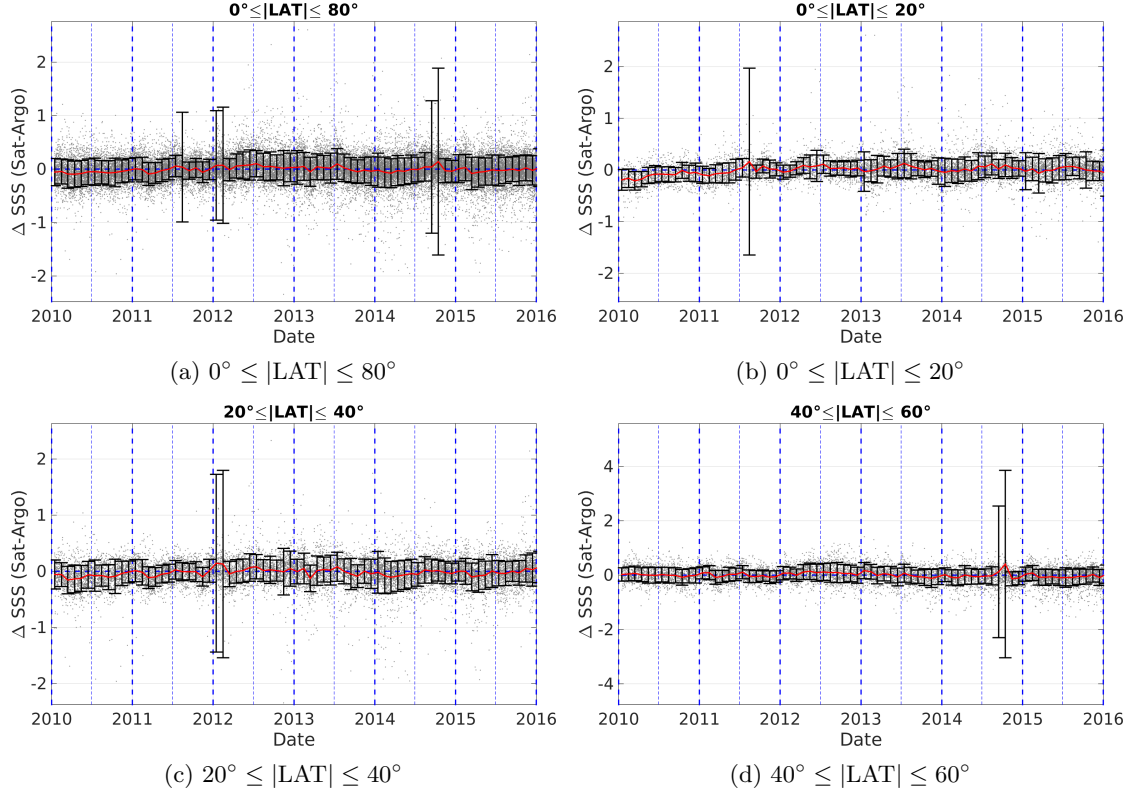 0°≤|LAT|≤ 80°
Δ SSS (Sat-Argo)
2
1
0
-1
-2
2010 2011 2012 2013 2014 2015 2016
Date
(a) 0° ≤ |LAT| ≤ 80°
0°≤|LAT|≤ 20°
Δ SSS (Sat-Argo)
2
1
0
-1
-2
2010 2011 2012 2013 2014 2015 2016
Date
(b) 0° ≤ |LAT| ≤ 20°
20°≤|LAT|≤ 40°
Δ SSS (Sat-Argo)
2
1
0
-1
-2
2010 2011 2012 2013 2014 2015 2016
Date
(c) 20° ≤ |LAT| ≤ 40°
40°≤|LAT|≤ 60°
Δ SSS (Sat-Argo)
4
2
0
-2
-4
2010 2011 2012 2013 2014 2015 2016
Date
(d) 40° ≤ |LAT| ≤ 60°